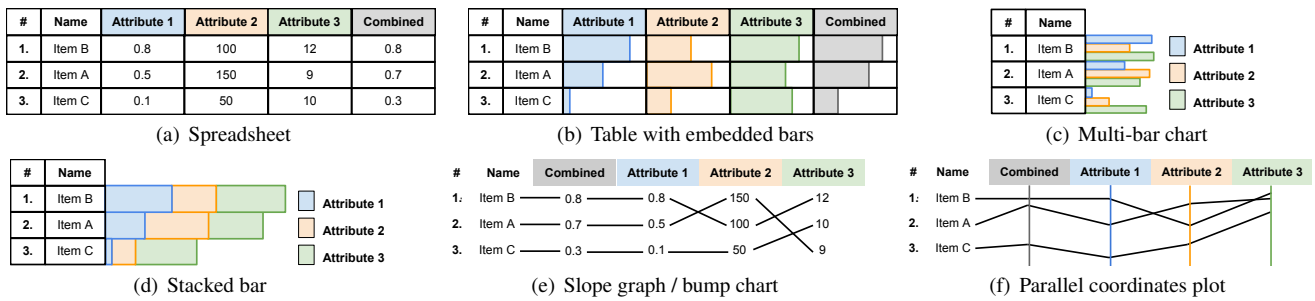 # Name Attribute 1 Attribute 2 Attribute 3 Combined
1. Item B 0.8 100 12 0.8
2. Item A 0.5 150 9 0.7
3. Item C 0.1 50 10 0.3
(a) Spreadsheet
# Name Attribute 1 Attribute 2 Attribute 3 Combined
1. Item B
2. Item A
3. Item C
(b) Table with embedded bars
# Name
1. Item B
2. Item A
3. Item C
Attribute 1
Attribute 2
Attribute 3
(c) Multi-bar chart
# Name
1. Item B
2. Item A
3. Item C
Attribute 1
Attribute 2
Attribute 3
(d) Stacked bar
# Name Combined Attribute 1 Attribute 2 Attribute 3
1. Item B 0.8 0.8 150 12
2. Item A 0.7 0.5 100 10
3. Item C 0.3 0.1 50 9
(e) Slope graph / bump chart
# Name Combined Attribute 1 Attribute 2 Attribute 3
1. Item B
2. Item A
3. Item C
(f) Parallel coordinates plot